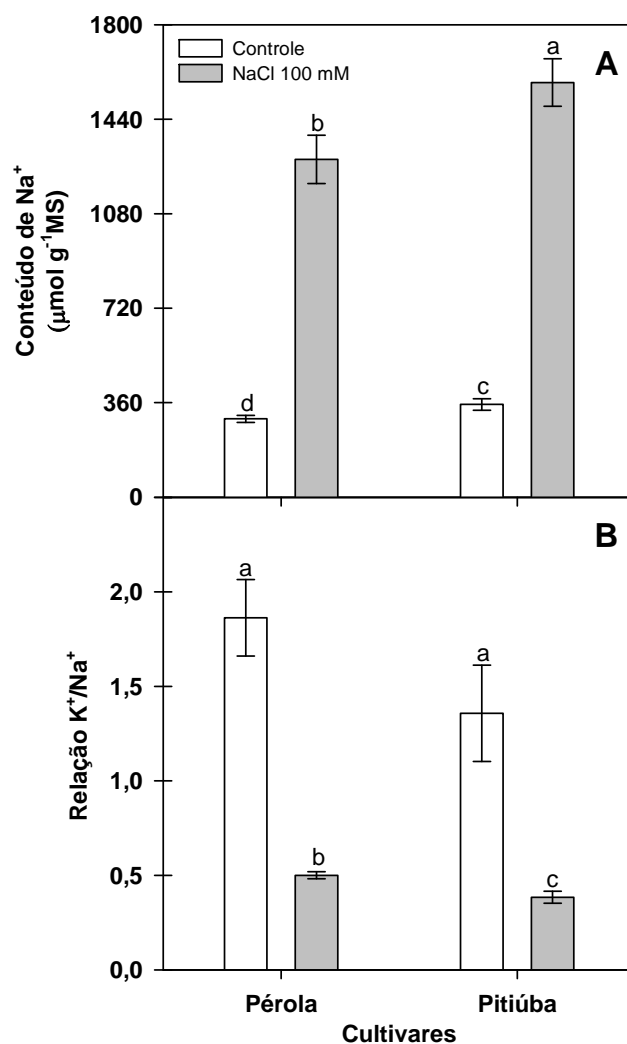 1800
Controle
NaCl 100 mM
A
a
1440
b
1080
720
360
d
c
0
Conteúdo de Na⁺
(μmol g⁻¹MS)
B
a
2,0
a
1,5
1,0
0,5
b
c
0,0
Relação K⁺/Na⁺
Pérola
Pitiúba
Cultivares